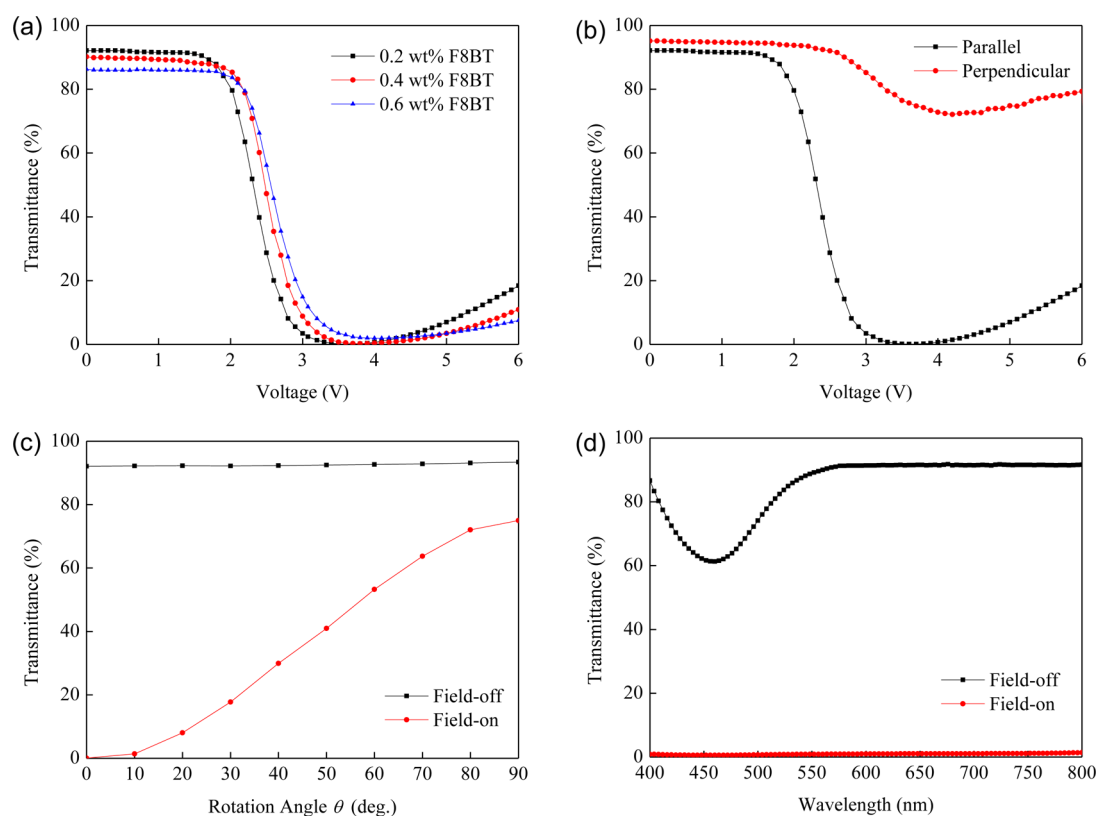 (a)
100
80
60
40
20
0
Transmittance (%)
0 1 2 3 4 5 6
Voltage (V)
0.2 wt% F8BT
0.4 wt% F8BT
0.6 wt% F8BT
(b)
100
80
60
40
20
0
Transmittance (%)
0 1 2 3 4 5 6
Voltage (V)
Parallel
Perpendicular
(c)
100
80
60
40
20
0
Transmittance (%)
0 10 20 30 40 50 60 70 80 90
Rotation Angle θ (deg.)
Field-off
Field-on
(d)
100
80
60
40
20
0
Transmittance (%)
400 450 500 550 600 650 700 750 800
Wavelength (nm)
Field-off
Field-on